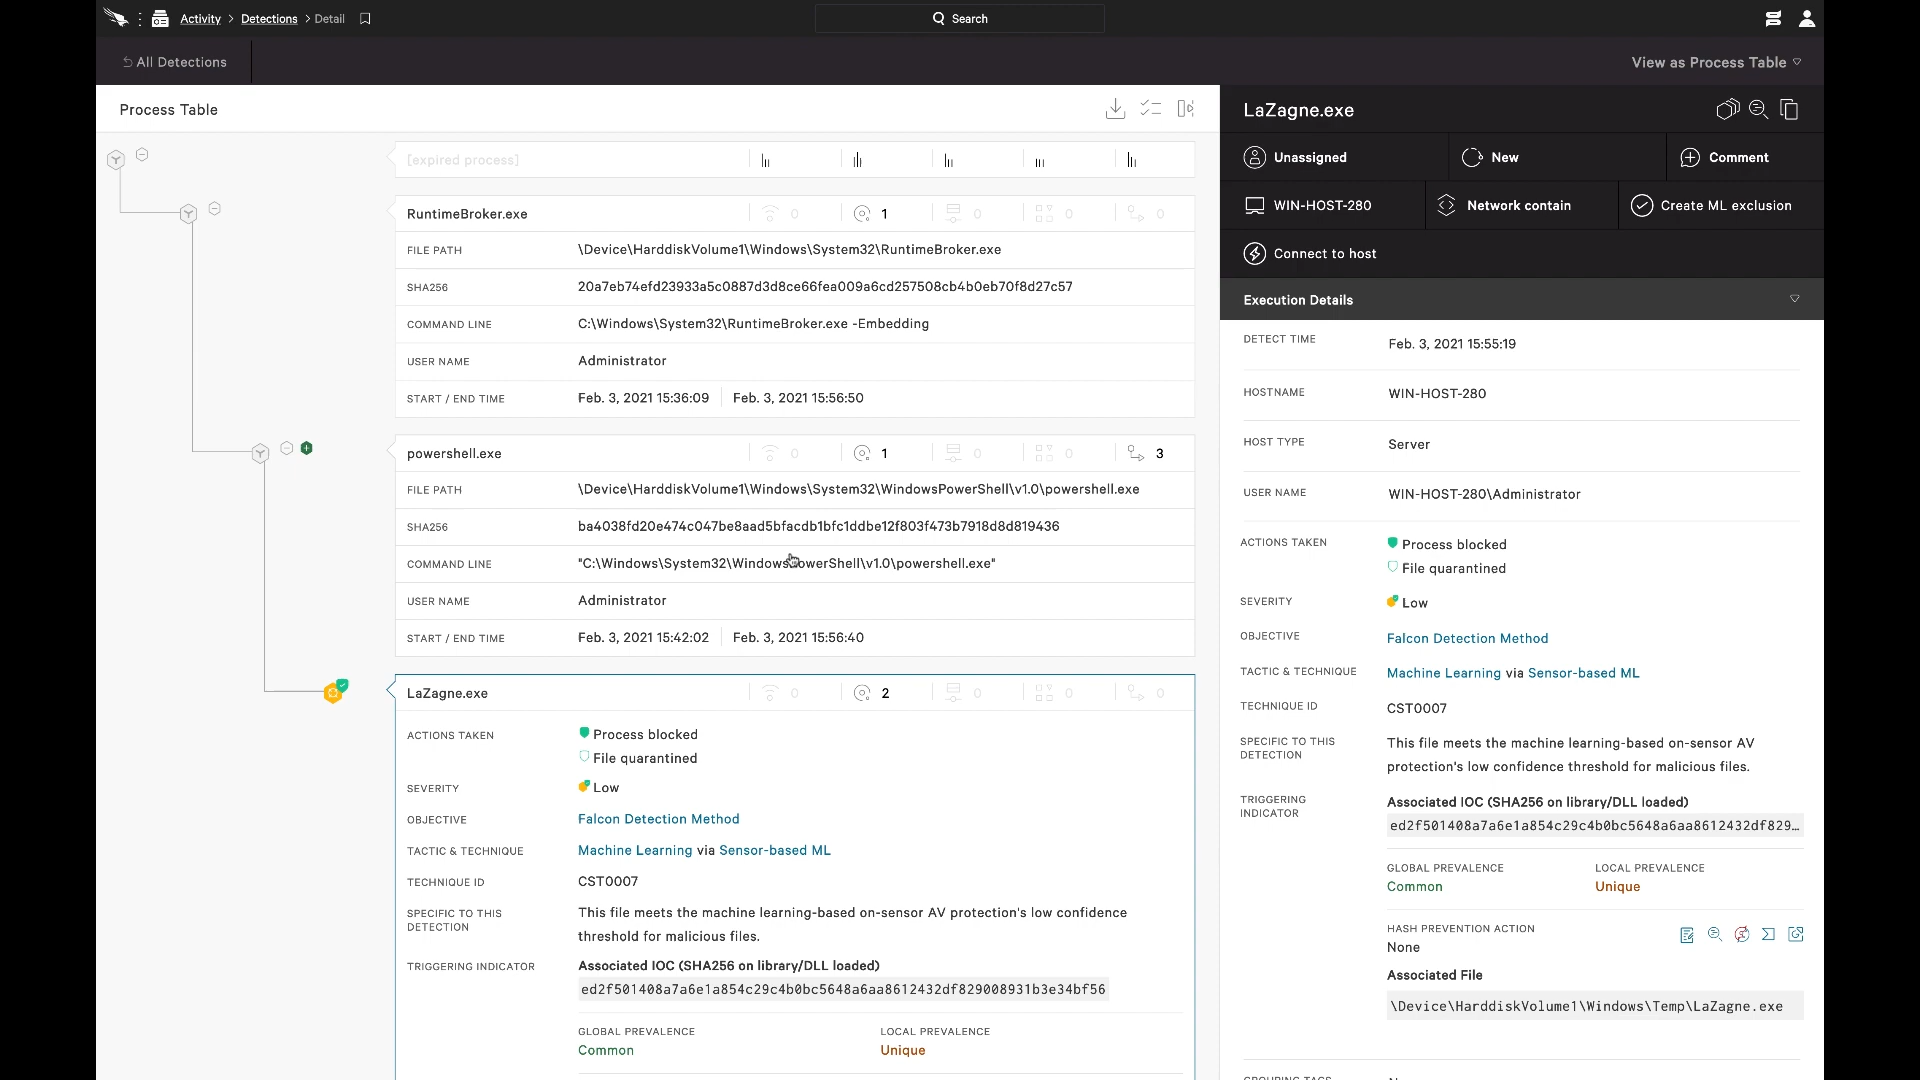 Activity > Detections > Detail
Search
All Detections
View as Process Table
Process Table
[expired process]
RuntimeBroker.exe 0 1 0 0 0
FILE PATH \Device\HarddiskVolume1\Windows\System32\RuntimeBroker.exe
SHA256 20a7eb74efd23933a5c0887d3d8ce66fea009a6cd257508cb4b0eb70f8d27c57
COMMAND LINE C:\Windows\System32\RuntimeBroker.exe -Embedding
USER NAME Administrator
START / END TIME Feb. 3, 2021 15:36:09 Feb. 3, 2021 15:56:50
powershell.exe 0 1 0 0 3
FILE PATH \Device\HarddiskVolume1\Windows\System32\WindowsPowerShell\v1.0\powershell.exe
SHA256 ba4038fd20e474c047be8aad5bfacdb1bfc1ddbe12f803f473b7918d8d819436
COMMAND LINE "C:\Windows\System32\WindowsPowerShell\v1.0\powershell.exe"
USER NAME Administrator
START / END TIME Feb. 3, 2021 15:42:02 Feb. 3, 2021 15:56:40
LaZagne.exe 0 2 0 0 0
ACTIONS TAKEN Process blocked
File quarantined
SEVERITY Low
OBJECTIVE Falcon Detection Method
TACTIC & TECHNIQUE Machine Learning via Sensor-based ML
TECHNIQUE ID CST0007
SPECIFIC TO THIS DETECTION This file meets the machine learning-based on-sensor AV protection's low confidence
threshold for malicious files.
TRIGGERING INDICATOR Associated IOC (SHA256 on library/DLL loaded)
ed2f501408a7a6e1a854c29c4b0bc5648a6aa8612432df829008931b3e34bf56
GLOBAL PREVALENCE LOCAL PREVALENCE
Common Unique
LaZagne.exe
Unassigned New Comment
WIN-HOST-280 Network contain Create ML exclusion
Connect to host
Execution Details
DETECT TIME Feb. 3, 2021 15:55:19
HOSTNAME WIN-HOST-280
HOST TYPE Server
USER NAME WIN-HOST-280\Administrator
ACTIONS TAKEN Process blocked
File quarantined
SEVERITY Low
OBJECTIVE Falcon Detection Method
TACTIC & TECHNIQUE Machine Learning via Sensor-based ML
TECHNIQUE ID CST0007
SPECIFIC TO THIS DETECTION This file meets the machine learning-based on-sensor AV
protection's low confidence threshold for malicious files.
TRIGGERING INDICATOR Associated IOC (SHA256 on library/DLL loaded)
ed2f501408a7a6e1a854c29c4b0bc5648a6aa8612432df829…
GLOBAL PREVALENCE LOCAL PREVALENCE
Common Unique
HASH PREVENTION ACTION
None
Associated File
\Device\HarddiskVolume1\Windows\Temp\LaZagne.exe
GROUPING TAGS